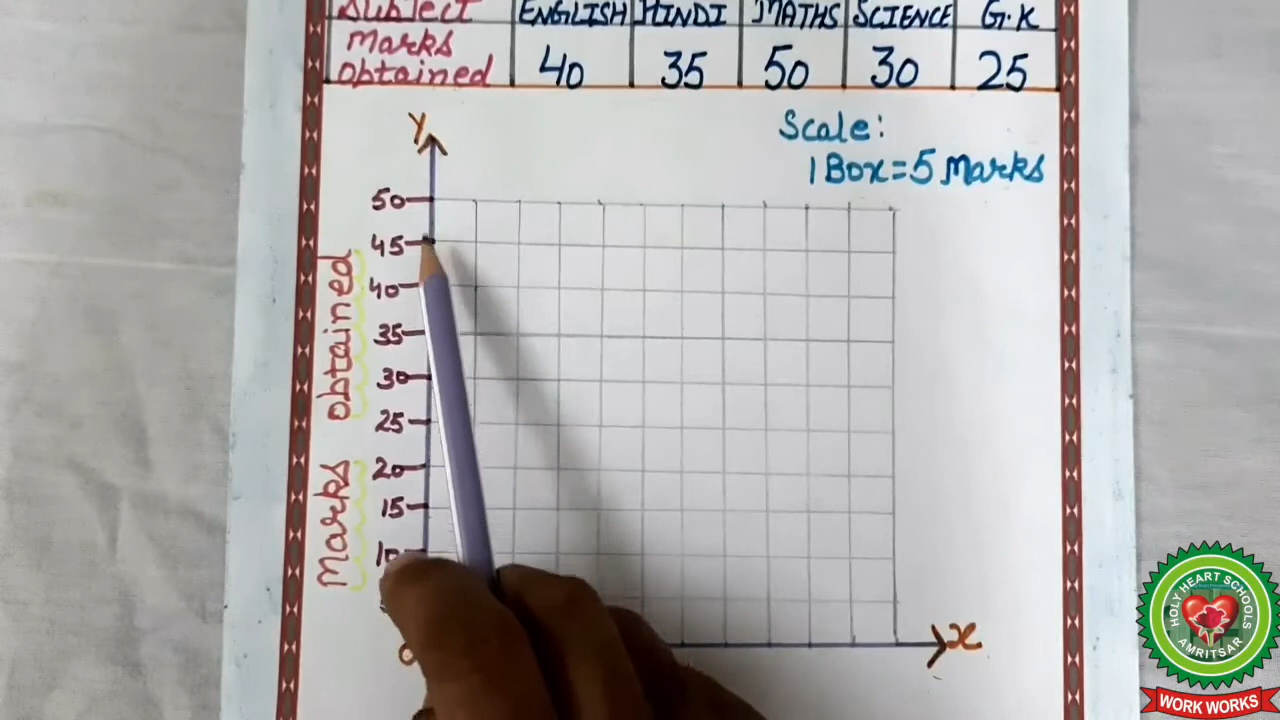 Subject ENGLISH HINDI MATHS SCIENCE G.K
Marks
Obtained 40 35 50 30 25
Scale:
1 Box=5 Marks
Y
50
45
40
35
30
25
20
15
10
Marks obtained
x
HOLY HEART SCHOOLS
AMRITSAR
WORK WORKS